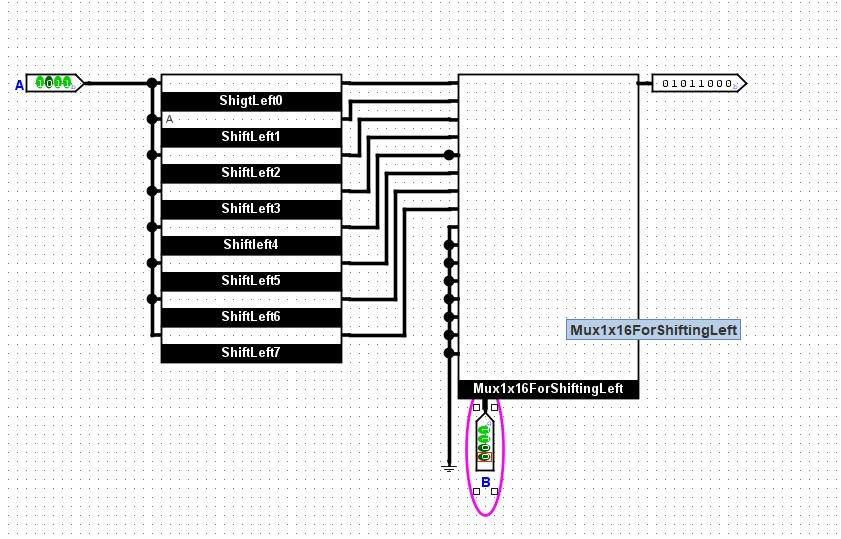 A 1011 b
01011000 b
ShigtLeft0
A
ShiftLeft1
ShiftLeft2
ShiftLeft3
Shiftleft4
ShiftLeft5
ShiftLeft6
ShiftLeft7
Mux1x16ForShiftingLeft
Mux1x16ForShiftingLeft
B